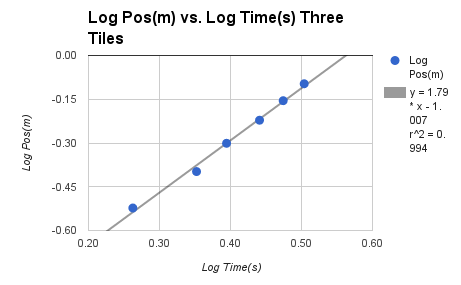 Log Pos(m) vs. Log Time(s) Three
Tiles
0.00
-0.15
-0.30
-0.45
-0.60
Log Pos(m)
0.20
0.30
0.40
0.50
0.60
Log Time(s)
Log
Pos(m)
y = 1.79
* x - 1.
007
r^2 = 0.
994